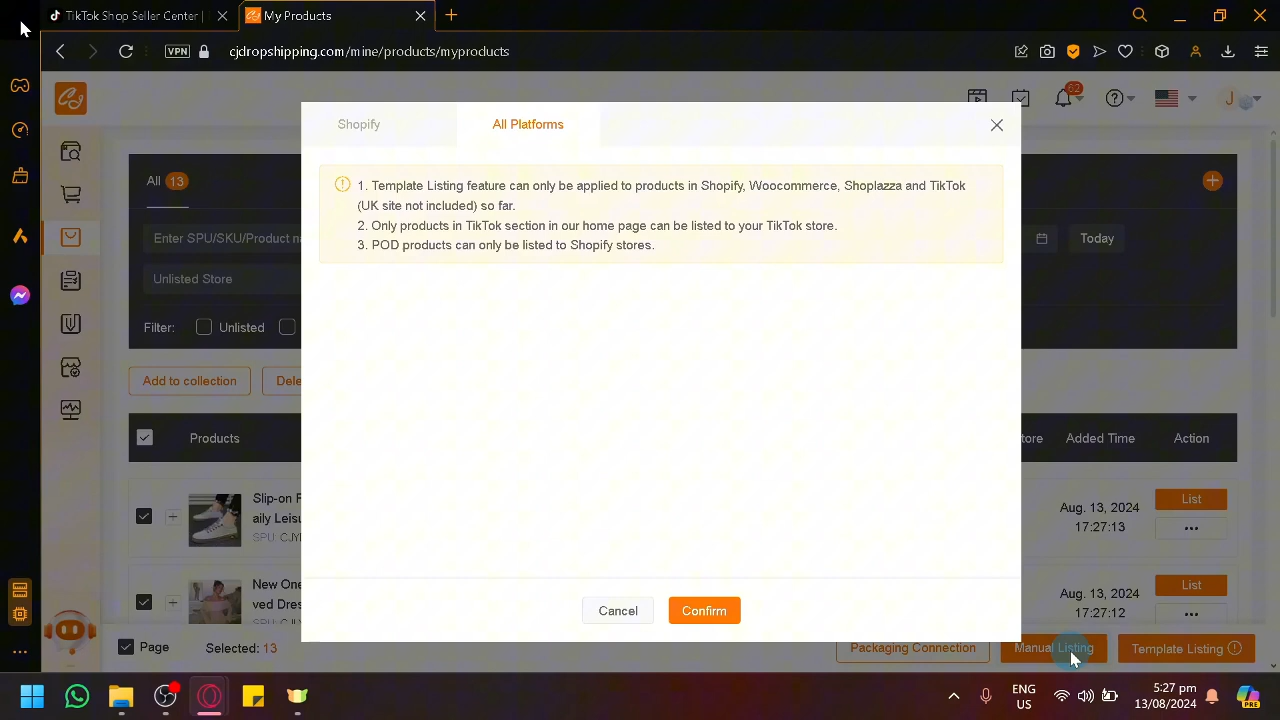 TikTok Shop Seller Center
My Products
VPN
cjdropshipping.com/mine/products/myproducts
62
J
Shopify
All Platforms
All 13
1. Template Listing feature can only be applied to products in Shopify, Woocommerce, Shoplazza and TikTok
(UK site not included) so far.
2. Only products in TikTok section in our home page can be listed to your TikTok store.
3. POD products can only be listed to Shopify stores.
Enter SPU/SKU/Product na
Today
Unlisted Store
Filter:
Unlisted
Add to collection
Dele
Products
tore
Added Time
Action
Slip-on F
aily Leisu
SPU: CJY
Aug. 13, 2024
17:27:13
List
...
New One
ved Dres
Aug. 13, 2024
17:27:12
List
...
Cancel
Confirm
Page
Selected: 13
Packaging Connection
Manual Listing
Template Listing
ENG
US
5:27 pm
13/08/2024
PRE